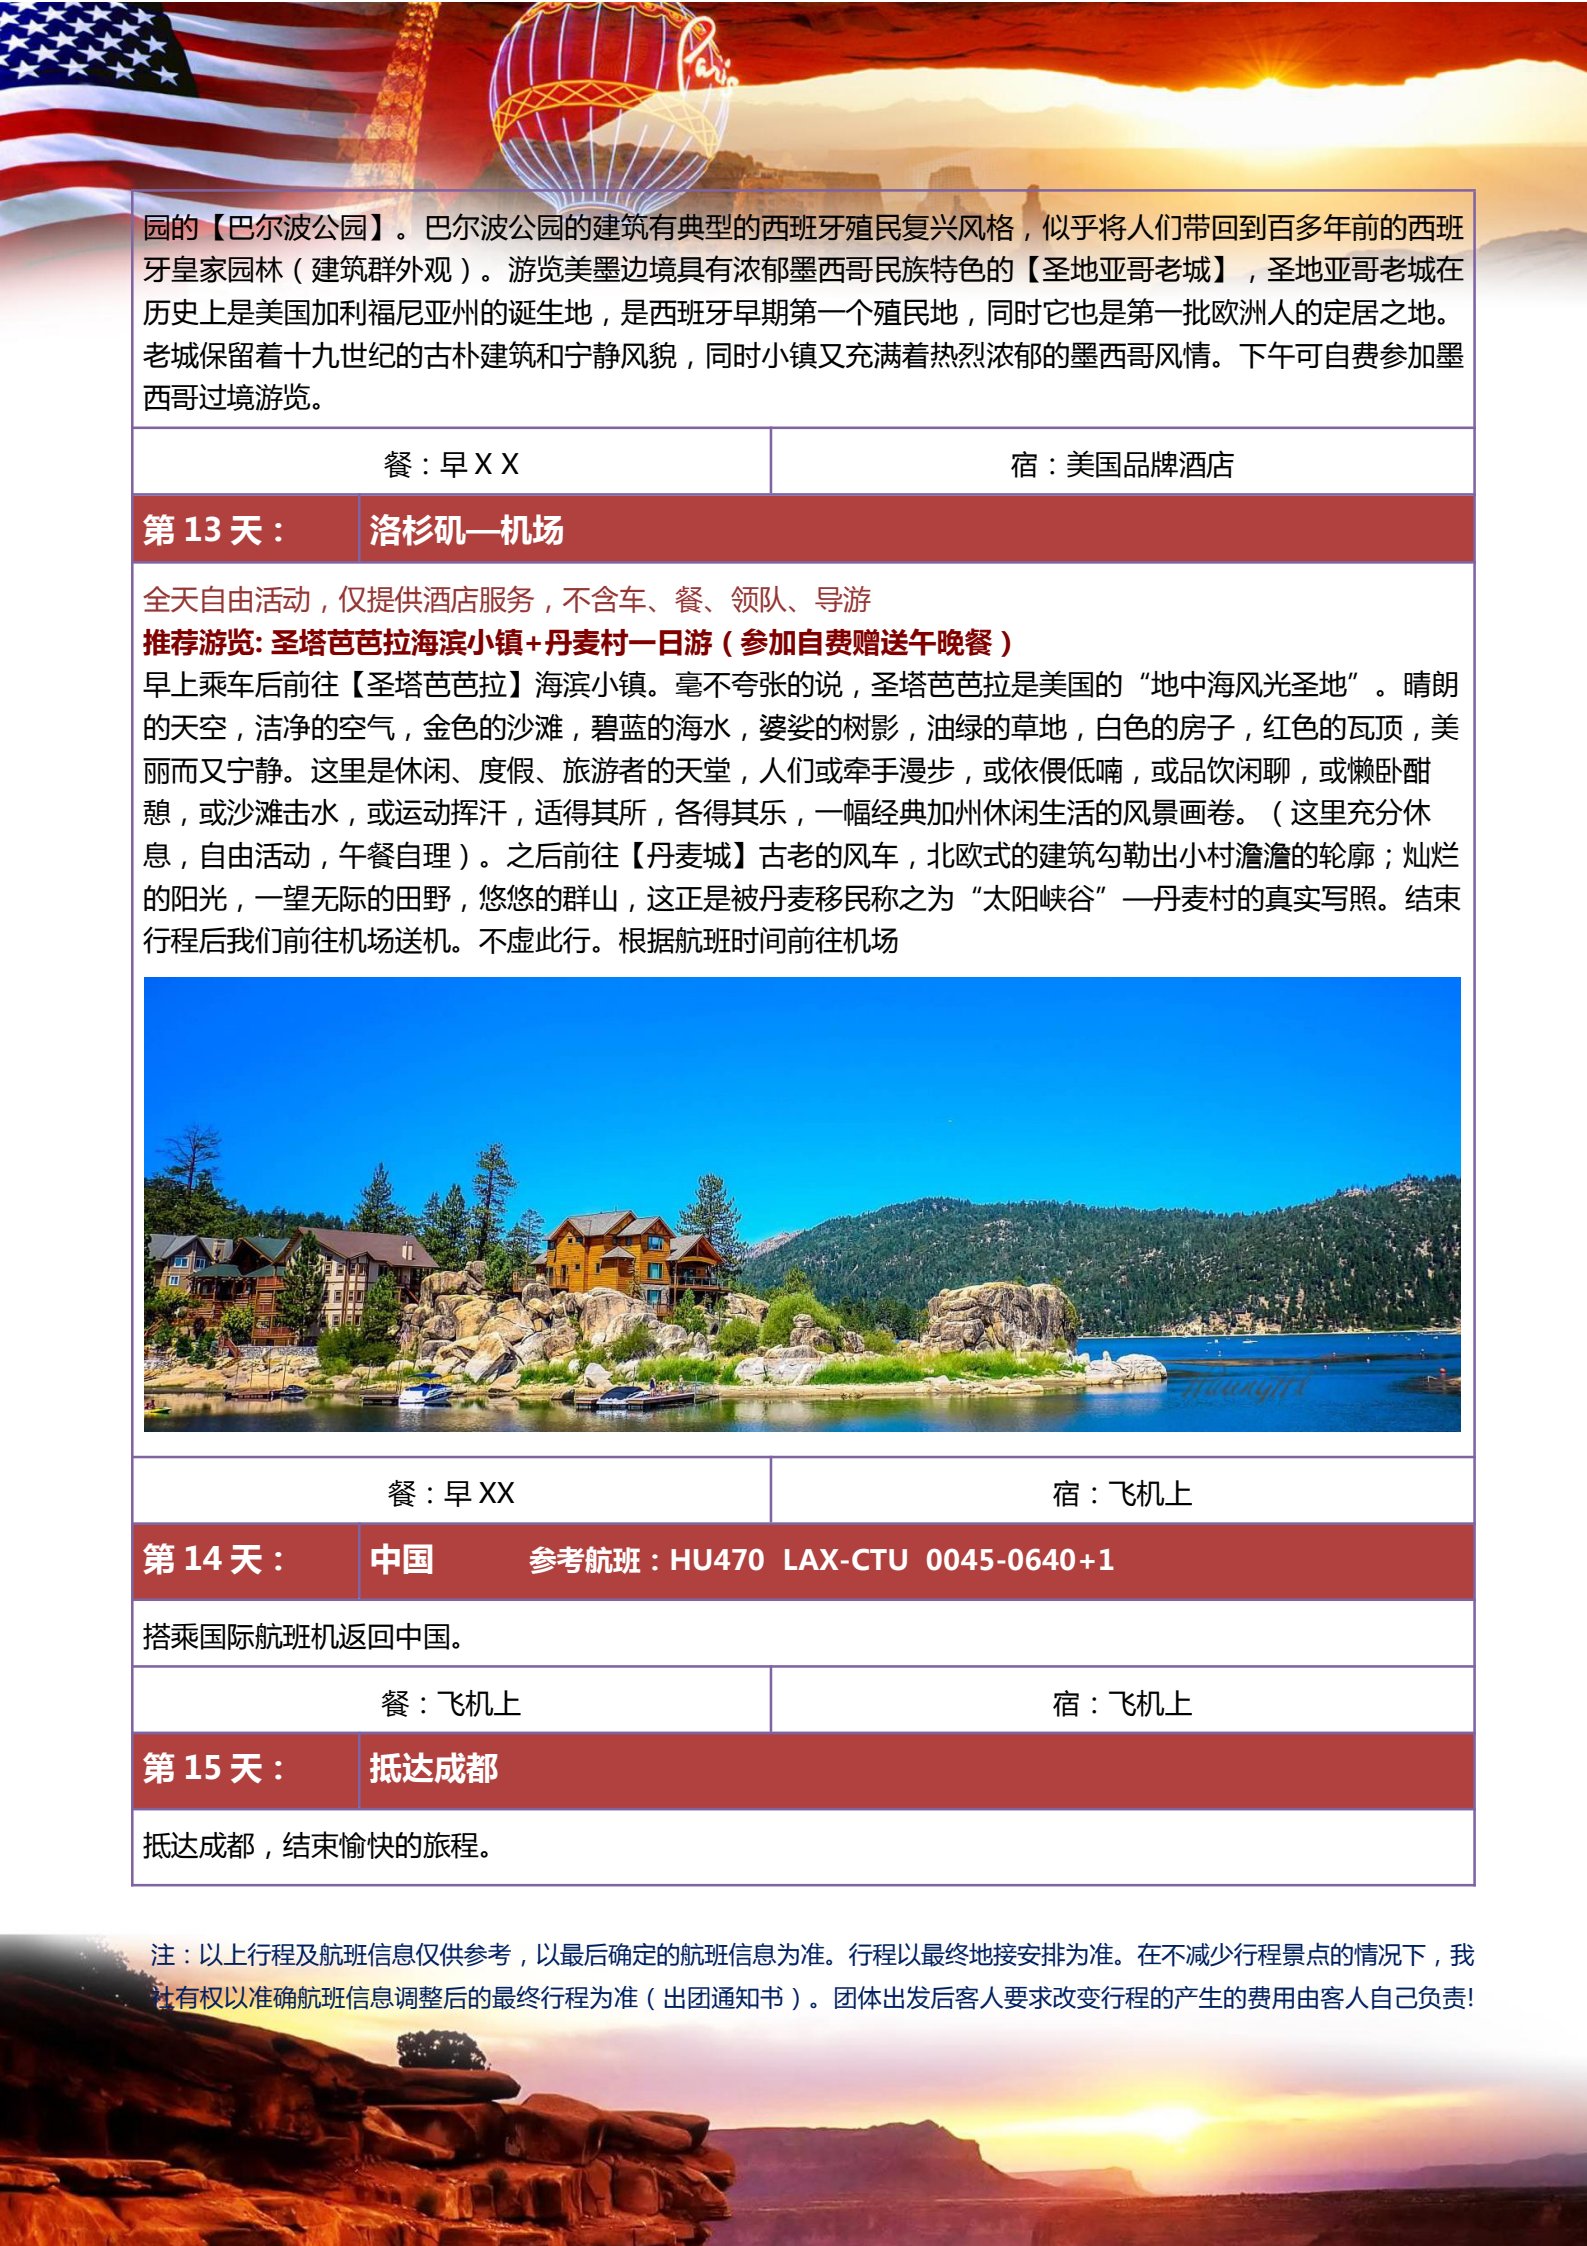 Paris
园的【巴尔波公园】。巴尔波公园的建筑有典型的西班牙殖民复兴风格，似乎将人们带回到百多年前的西班
牙皇家园林（建筑群外观）。游览美墨边境具有浓郁墨西哥民族特色的【圣地亚哥老城】，圣地亚哥老城在
历史上是美国加利福尼亚州的诞生地，是西班牙早期第一个殖民地，同时它也是第一批欧洲人的定居之地。
老城保留着十九世纪的古朴建筑和宁静风貌，同时小镇又充满着热烈浓郁的墨西哥风情。下午可自费参加墨
西哥过境游览。
餐：早 X X
宿：美国品牌酒店
第 13 天：
洛杉矶—机场
全天自由活动，仅提供酒店服务，不含车、餐、领队、导游
推荐游览: 圣塔芭芭拉海滨小镇+丹麦村一日游（参加自费赠送午晚餐）
早上乘车后前往【圣塔芭芭拉】海滨小镇。毫不夸张的说，圣塔芭芭拉是美国的“地中海风光圣地”。晴朗
的天空，洁净的空气，金色的沙滩，碧蓝的海水，婆娑的树影，油绿的草地，白色的房子，红色的瓦顶，美
丽而又宁静。这里是休闲、度假、旅游者的天堂，人们或牵手漫步，或依偎低喃，或品饮闲聊，或懒卧酣
憩，或沙滩击水，或运动挥汗，适得其所，各得其乐，一幅经典加州休闲生活的风景画卷。（这里充分休
息，自由活动，午餐自理）。之后前往【丹麦城】古老的风车，北欧式的建筑勾勒出小村澹澹的轮廓；灿烂
的阳光，一望无际的田野，悠悠的群山，这正是被丹麦移民称之为“太阳峡谷”—丹麦村的真实写照。结束
行程后我们前往机场送机。不虚此行。根据航班时间前往机场
餐：早 XX
宿：飞机上
第 14 天：
中国 参考航班：HU470 LAX-CTU 0045-0640+1
搭乘国际航班机返回中国。
餐：飞机上
宿：飞机上
第 15 天：
抵达成都
抵达成都，结束愉快的旅程。
注：以上行程及航班信息仅供参考，以最后确定的航班信息为准。行程以最终地接安排为准。在不减少行程景点的情况下，我
社有权以准确航班信息调整后的最终行程为准（出团通知书）。团体出发后客人要求改变行程的产生的费用由客人自己负责!